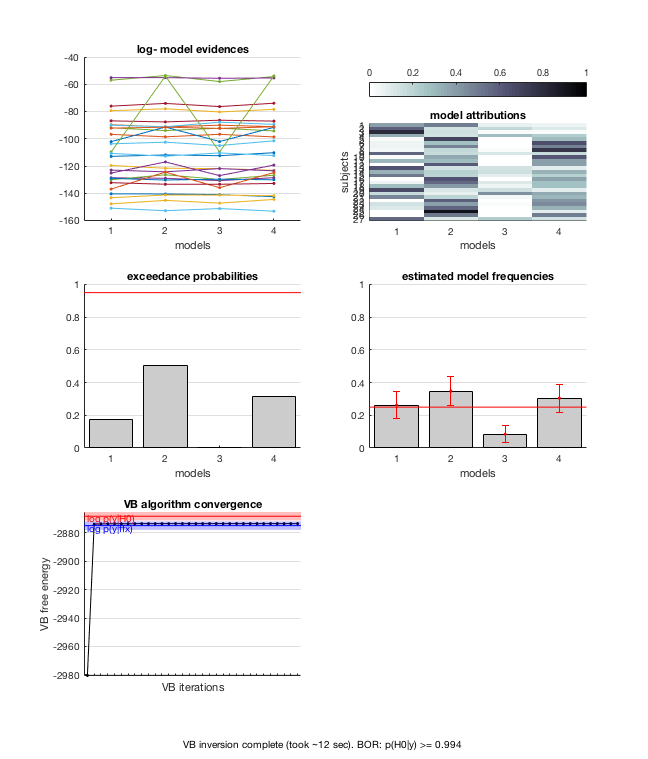 log- model evidences
-40
-60
-80
-100
-120
-140
-160
1 2 3 4
models
0 0.2 0.4 0.6 0.8 1
model attributions
subjects
27
1 2 3 4
models
exceedance probabilities
1
0.8
0.6
0.4
0.2
0
1 2 3 4
models
estimated model frequencies
1
0.8
0.6
0.4
0.2
0
1 2 3 4
models
VB algorithm convergence
log p(y|H0)
log p(y|ffx)
-2880
-2900
-2920
-2940
-2960
-2980
VB free energy
VB iterations
VB inversion complete (took ~12 sec). BOR: p(H0|y) >= 0.994